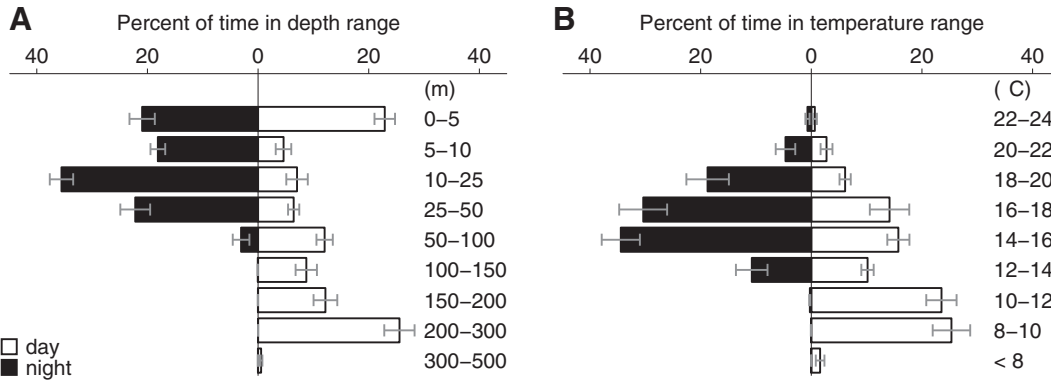 A Percent of time in depth range
40 20 0 20 40
(m)
0–5
5–10
10–25
25–50
50–100
100–150
150–200
200–300
300–500
day
night
B Percent of time in temperature range
40 20 0 20 40
( C)
22–24
20–22
18–20
16–18
14–16
12–14
10–12
8–10
< 8